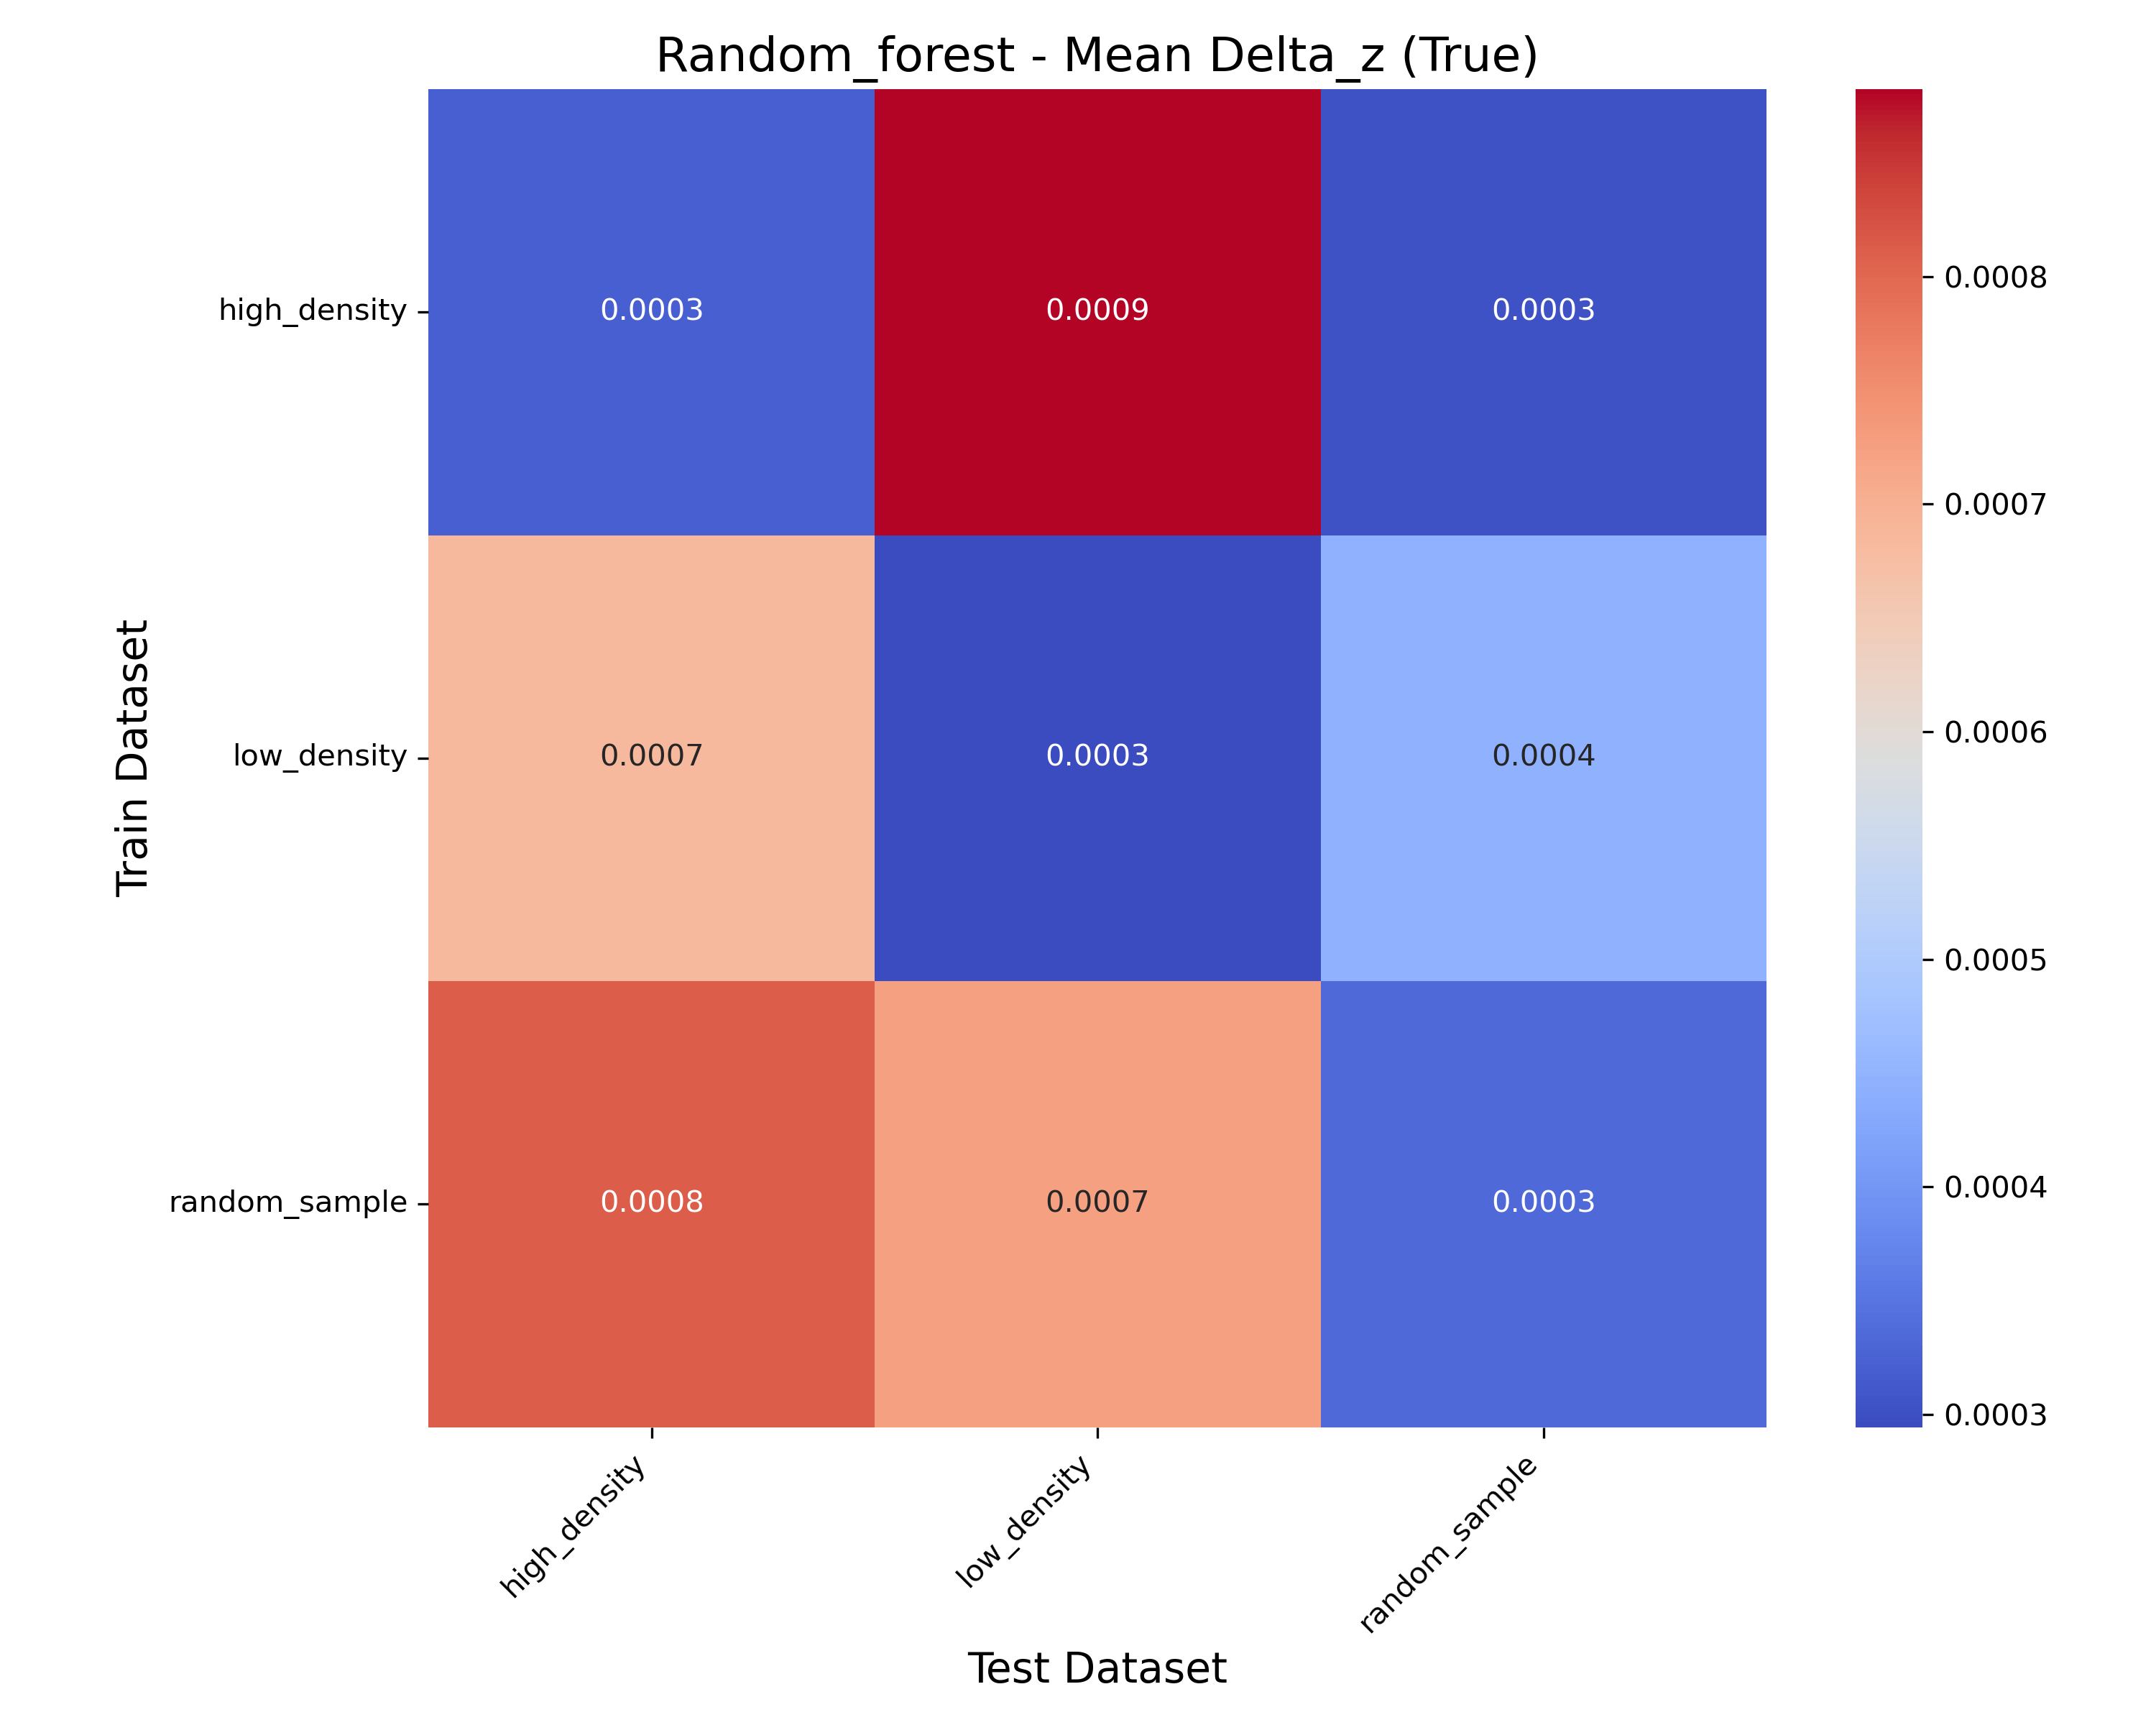 Random_forest - Mean Delta_z (True)
Train Dataset
high_density
0.0003
0.0009
0.0003
low_density
0.0007
0.0003
0.0004
random_sample
0.0008
0.0007
0.0003
high_density
low_density
random_sample
Test Dataset
0.0008
0.0007
0.0006
0.0005
0.0004
0.0003